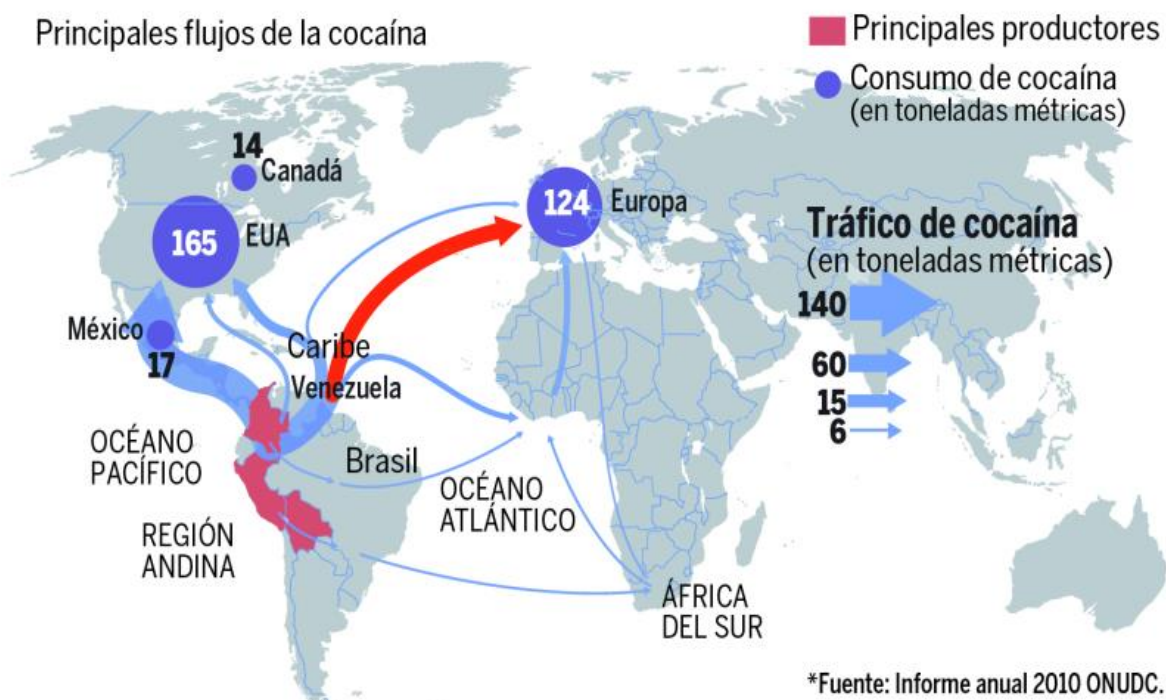 Principales flujos de la cocaína
Principales productores
Consumo de cocaína
(en toneladas métricas)
14
Canadá
165
EUA
124
Europa
México
17
Caribe
Venezuela
OCÉANO
PACÍFICO
Brasil
REGIÓN
ANDINA
OCÉANO
ATLÁNTICO
ÁFRICA
DEL SUR
Tráfico de cocaína
(en toneladas métricas)
140
60
15
6
*Fuente: Informe anual 2010 ONUDC.